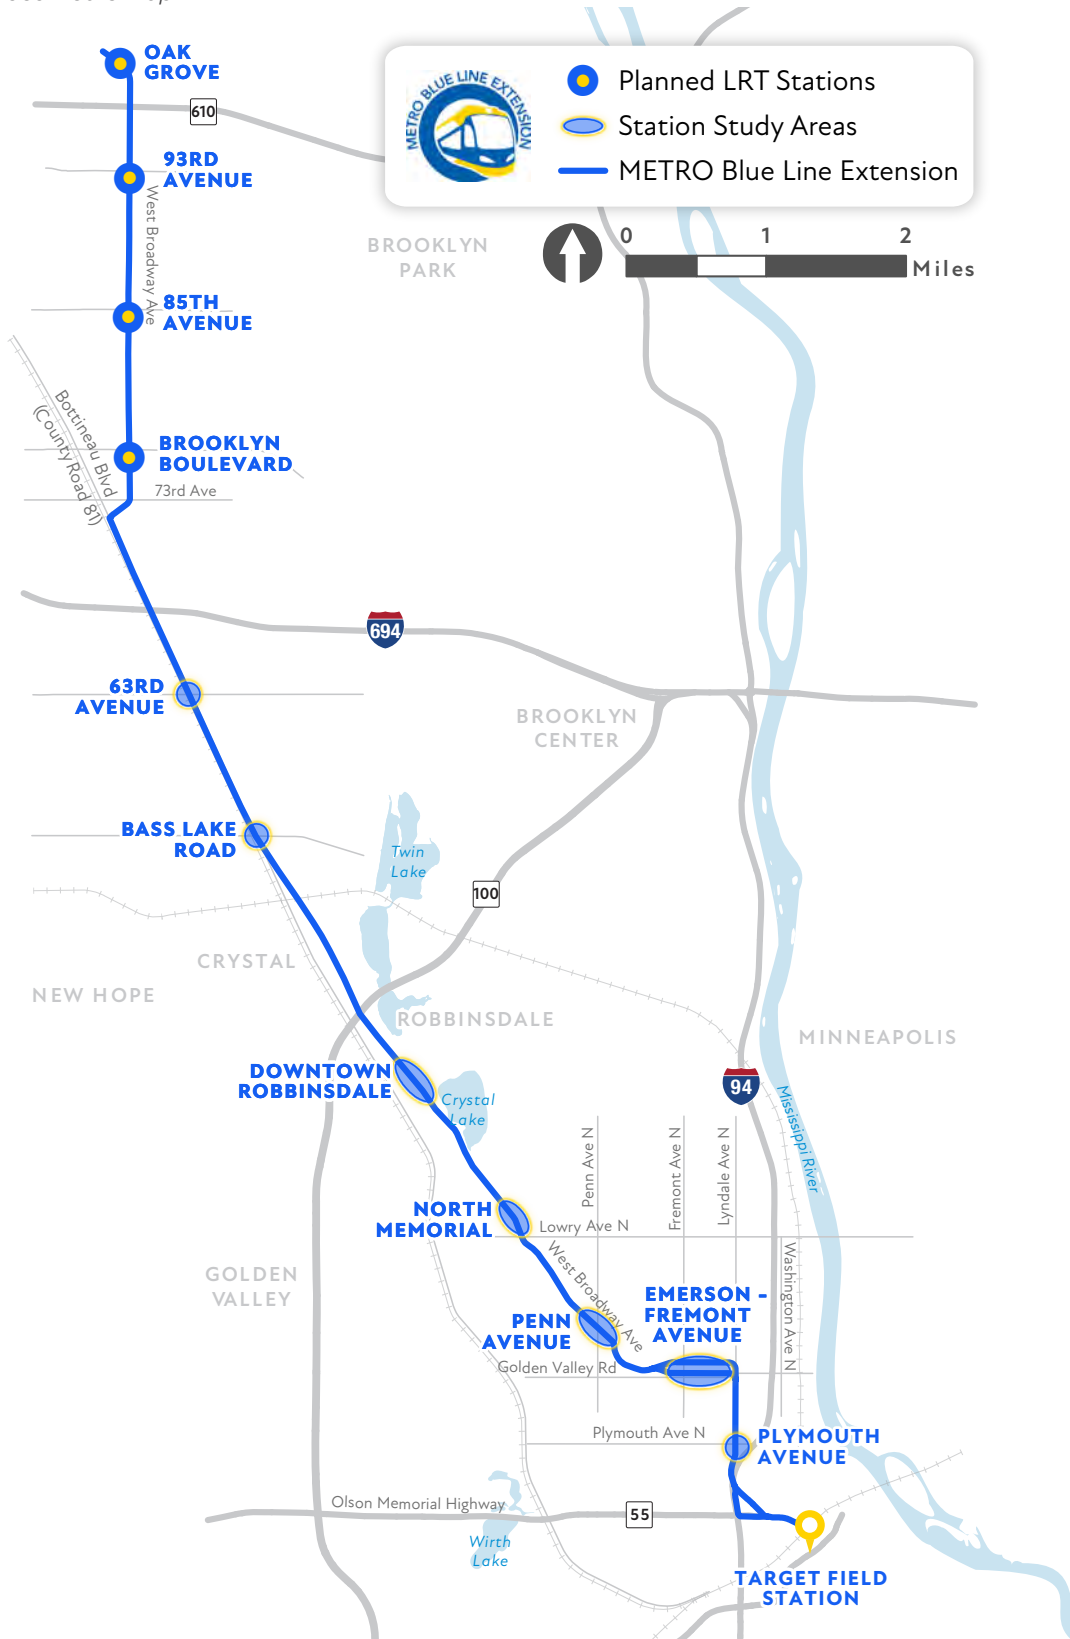 OAK
GROVE
610
METRO BLUE LINE EXTENSION
Planned LRT Stations
Station Study Areas
METRO Blue Line Extension
93RD
AVENUE
West Broadway Ave
BROOKLYN
PARK
0 1 2
Miles
85TH
AVENUE
Bottineau Blvd
(County Road 81)
BROOKLYN
BOULEVARD
73rd Ave
694
63RD
AVENUE
BROOKLYN
CENTER
BASS LAKE
ROAD
Twin
Lake
100
CRYSTAL
NEW HOPE
ROBBINSDALE
MINNEAPOLIS
DOWNTOWN
ROBBINSDALE
Crystal
Lake
94
Mississippi River
Penn Ave N
Fremont Ave N
Lyndale Ave N
NORTH
MEMORIAL
Lowry Ave N
West Broadway Ave
Washington Ave N
GOLDEN
VALLEY
EMERSON -
FREMONT
AVENUE
PENN
AVENUE
Golden Valley Rd
Plymouth Ave N
PLYMOUTH
AVENUE
Olson Memorial Highway
55
Wirth
Lake
TARGET FIELD
STATION